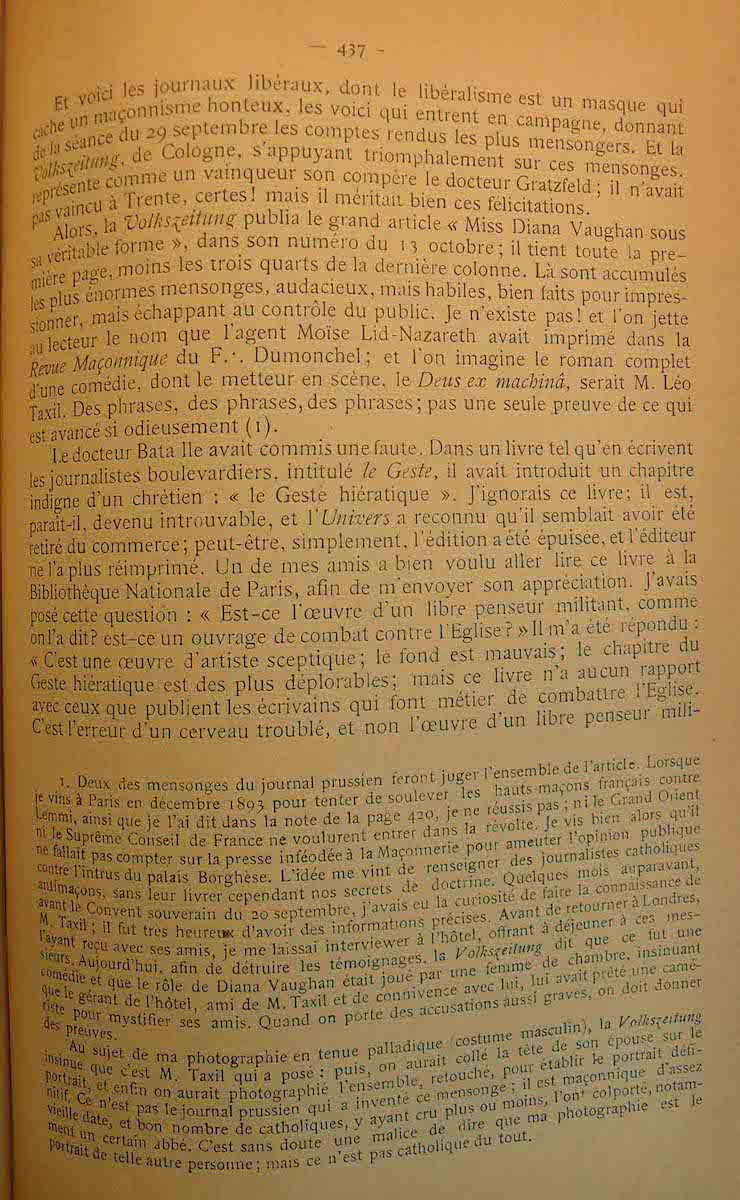 — 437 -
Et voici les journaux libéraux, dont le libéralisme est un masque qui
cache un maçonnisme honteux, les voici qui entrent en campagne, donnant
de la séance du 29 septembre les comptes rendus les plus mensongers. Et la
Volkszeitung, de Cologne, s'appuyant triomphalement sur ces mensonges,
représente comme un vainqueur son compère le docteur Gratzfeld ; il n'avait
pas vaincu à Trente, certes! mais il méritait bien ces félicitations.
Alors, la Volkszeitung publia le grand article « Miss Diana Vaughan sous
sa véritable forme », dans son numéro du 13 octobre ; il tient toute la pre-
mière page, moins les trois quarts de la dernière colonne. Là sont accumulés
les plus énormes mensonges, audacieux, mais habiles, bien faits pour impres-
sionner, mais échappant au contrôle du public. Je n'existe pas! et l'on jette
au lecteur le nom que l'agent Moïse Lid-Nazareth avait imprimé dans la
Revue Maçonnique du F∴ Dumonchel ; et l'on imagine le roman complet
d'une comédie, dont le metteur en scène, le Deus ex machinâ, serait M. Léo
Taxil. Des phrases, des phrases, des phrases ; pas une seule preuve de ce qui
est avancé si odieusement (1).
Le docteur Bata lle avait commis une faute. Dans un livre tel qu'en écrivent
les journalistes boulevardiers, intitulé le Geste, il avait introduit un chapitre
indigne d'un chrétien : « le Geste hiératique ». J'ignorais ce livre; il est,
paraît-il, devenu introuvable, et l'Univers a reconnu qu'il semblait avoir été
retiré du commerce ; peut-être, simplement, l'édition a été épuisée, et l'éditeur
ne l'a plus réimprimé. Un de mes amis a bien voulu aller lire ce livre à la
Bibliothèque Nationale de Paris, afin de m'envoyer son appréciation. J'avais
posé cette question : « Est-ce l'œuvre d'un libre penseur militant, comme
on l'a dit? est-ce un ouvrage de combat contre l'Eglise ? » Il m'a été répondu :
« C'est une œuvre d'artiste sceptique ; le fond est mauvais ; le chapitre du
Geste hiératique est des plus déplorables ; mais ce livre n'a aucun rapport
avec ceux que publient les écrivains qui font métier de combattre l'Eglise.
C'est l'erreur d'un cerveau troublé, et non l'œuvre d'un libre penseur mili-
1. Deux des mensonges du journal prussien feront juger l'ensemble de l'article. Lorsque
je vins à Paris en décembre 1893 pour tenter de soulever les hauts-maçons français contre
Lemmi, ainsi que je l'ai dit dans la note de la page 420, je ne réussis pas ; ni le Grand Orient
ni le Suprême Conseil de France ne voulurent entrer dans la révolte. Je vis bien alors qu'il
ne fallait pas compter sur la presse inféodée à la Maçonnerie pour ameuter l'opinion publique
contre l'intrus du palais Borghèse. L'idée me vint de renseigner des journalistes catholiques
antimaçons, sans leur livrer cependant nos secrets de doctrine. Quelques mois auparavant,
avant le Convent souverain du 20 septembre, j'avais eu la curiosité de faire la connaissance de
M. Taxil ; il fut très heureux d'avoir des informations précises. Avant de retourner à Londres,
l'ayant reçu avec ses amis, je me laissai interviewer à l'hôtel, offrant à déjeuner à ces mes-
sieurs. Aujourd'hui, afin de détruire les témoignages, la Volkszeitung dit que ce fut une
comédie et que le rôle de Diana Vaughan était joué par une femme de chambre, insinuant
que le gérant de l'hôtel, ami de M. Taxil et de connivence avec lui, lui avait prêté une camé-
riste pour mystifier ses amis. Quand on porte des accusations aussi graves, on doit donner
des preuves.
Au sujet de ma photographie en tenue palladique (costume masculin), la Volkszeitung
insinue que c'est M. Taxil qui a posé ; puis, on aurait collé la tête de son épouse sur le
portrait, et enfin on aurait photographié l'ensemble, retouché, pour établir le portrait défi-
nitif. Ce n'est pas le journal prussien qui a inventé ce mensonge ; il est maçonnique d'assez
vieille date, et bon nombre de catholiques, y ayant cru plus ou moins, l'ont colporté, notam-
ment un certain abbé. C'est sans doute une malice de dire que ma photographie est le
portrait de telle autre personne ; mais ce n'est pas catholique du tout.